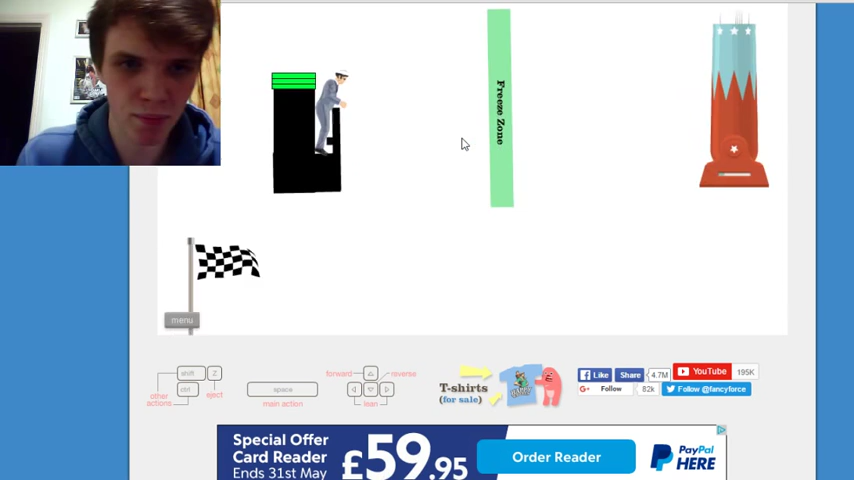 Freeze Zone
menu
shift
Z
ctrl
eject
other
actions
space
main action
forward
reverse
lean
T-shirts
(for sale)
Like
Share
4.7M
YouTube
195K
Follow
82k
Follow @fancyforce
Special Offer
Card Reader
Ends 31st May
£59.95
Order Reader
PayPal
HERE